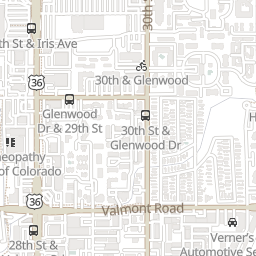 30th S
th St & Iris Ave
36
30th & Glenwood
Glenwood
Dr & 29th St
30th St &
Glenwood Dr
H
eopathy
of Colorado
36
Valmont Road
28th St &
Verner's
Automotive Se